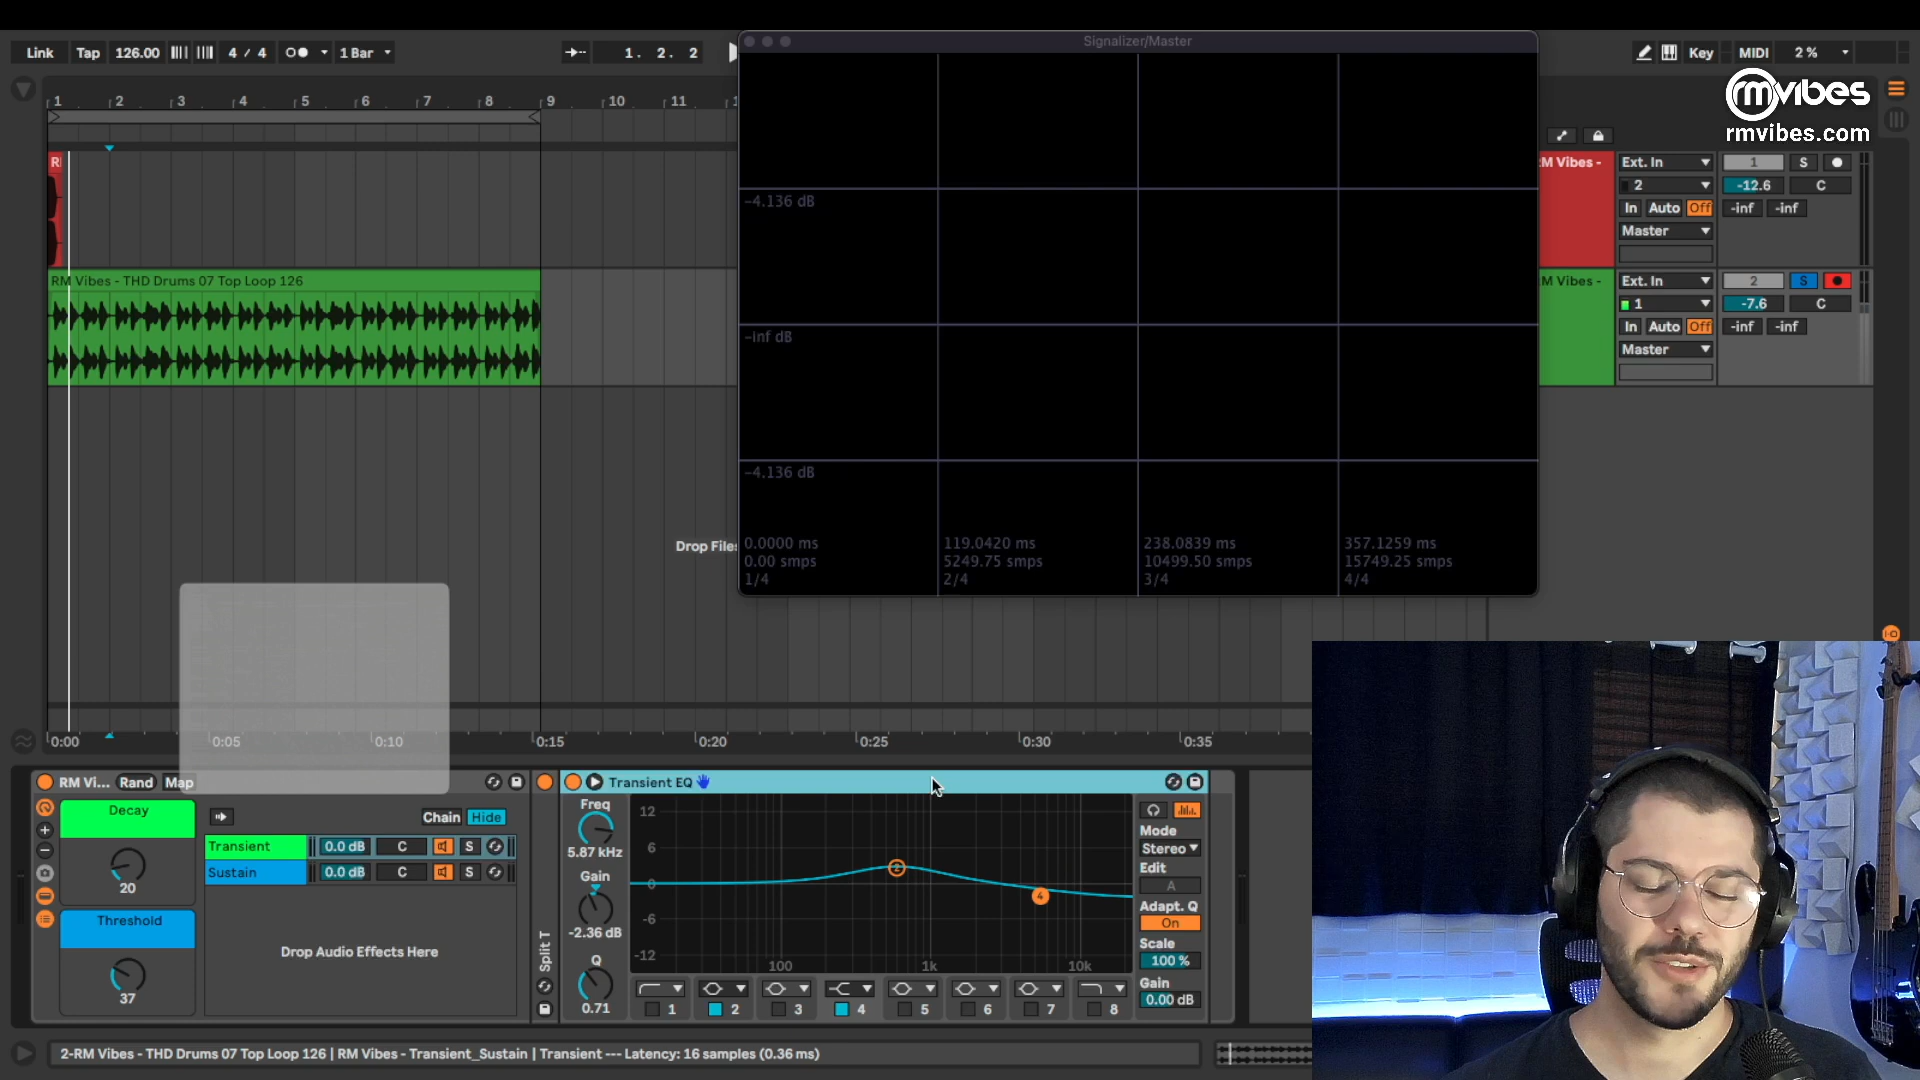 Signalizer/Master
Link Tap 126.00 4 / 4 1 Bar 1. 2. 2 Key MIDI 2 %
rmvibes
rmvibes.com
1 2 3 4 5 6 7 8 9 10 11
M Vibes - Ext. In 1 S
-4.136 dB
2 -12.6 C
In Auto Off -inf -inf
Master
RM Vibes - THD Drums 07 Top Loop 126
M Vibes - Ext. In 2 S
1 -7.6 C
In Auto Off -inf -inf
-inf dB
Master
-4.136 dB
Drop Files
0.0000 ms 119.0420 ms 238.0839 ms 357.1259 ms
0.00 smps 5249.75 smps 10499.50 smps 15749.25 smps
1/4 2/4 3/4 4/4
0:00 0:05 0:10 0:15 0:20 0:25 0:30 0:35
RM Vi... Rand Map
Decay
20
Threshold
37
Chain Hide
Transient 0.0 dB C S
Sustain 0.0 dB C S
Drop Audio Effects Here
Split T
Transient EQ
Freq
5.87 kHz
Gain
-2.36 dB
Q
0.71
12
6
0
-6
-12
100 1k 10k
2
4
1 2 3 4 5 6 7 8
Mode
Stereo
Edit
A
Adapt. Q
On
Scale
100 %
Gain
0.00 dB
2-RM Vibes - THD Drums 07 Top Loop 126 | RM Vibes - Transient_Sustain | Transient --- Latency: 16 samples (0.36 ms)